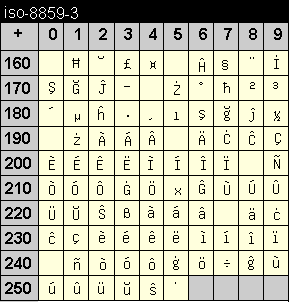 iso-8859-3
+ 0 1 2 3 4 5 6 7 8 9
160 Ħ ˘ £ ¤ Ĥ § ¨ İ
170 Ş Ğ Ĵ - Ż ° ħ ² ³
180 ´ µ ĥ · ¸ ı ş ğ ĵ ½
190 ż À Á Â Ä Ċ Ĉ Ç
200 È É Ê Ë Ì Í Î Ï Ñ
210 Ò Ó Ô Ġ Ö × Ĝ Ù Ú Û
220 Ü Ŭ Ŝ ß à á â ä ċ
230 ĉ ç è é ê ë ì í î ï
240 ñ ò ó ô ġ ö ÷ ĝ ù
250 ú û ü ŭ ŝ ˙